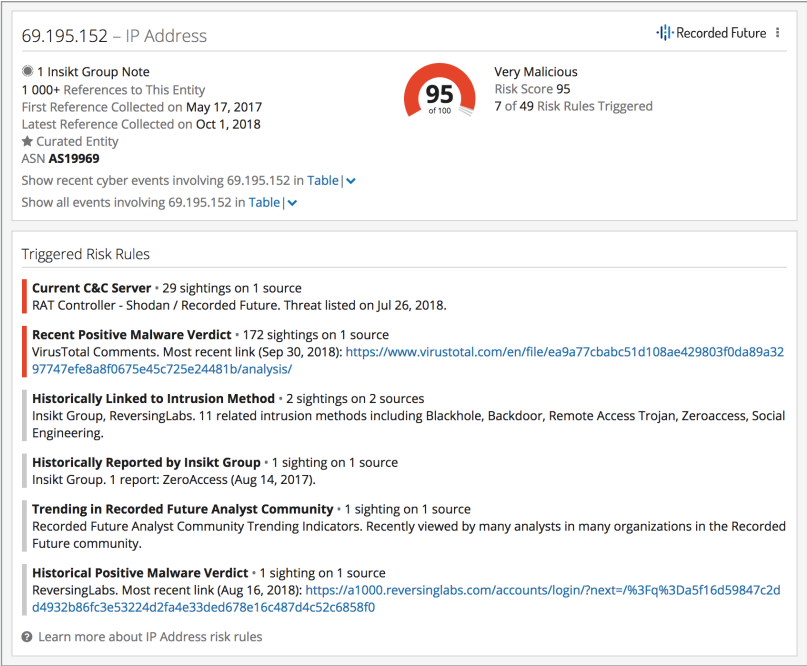 69.195.152 – IP Address
Recorded Future
1 Insikt Group Note
1 000+ References to This Entity
First Reference Collected on May 17, 2017
Latest Reference Collected on Oct 1, 2018
Curated Entity
ASN AS19969
Show recent cyber events involving 69.195.152 in Table |
Show all events involving 69.195.152 in Table |
95
of 100
Very Malicious
Risk Score 95
7 of 49 Risk Rules Triggered
Triggered Risk Rules
Current C&C Server • 29 sightings on 1 source
RAT Controller - Shodan / Recorded Future. Threat listed on Jul 26, 2018.
Recent Positive Malware Verdict • 172 sightings on 1 source
VirusTotal Comments. Most recent link (Sep 30, 2018): https://www.virustotal.com/en/file/ea9a77cbabc51d108ae429803f0da89a32
97747efe8a8f0675e45c725e24481b/analysis/
Historically Linked to Intrusion Method • 2 sightings on 2 sources
Insikt Group, ReversingLabs. 11 related intrusion methods including Blackhole, Backdoor, Remote Access Trojan, Zeroaccess, Social
Engineering.
Historically Reported by Insikt Group • 1 sighting on 1 source
Insikt Group. 1 report: ZeroAccess (Aug 14, 2017).
Trending in Recorded Future Analyst Community • 1 sighting on 1 source
Recorded Future Analyst Community Trending Indicators. Recently viewed by many analysts in many organizations in the Recorded
Future community.
Historical Positive Malware Verdict • 1 sighting on 1 source
ReversingLabs. Most recent link (Aug 16, 2018): https://a1000.reversinglabs.com/accounts/login/?next=/%3Fq%3Da5f16d59847c2d
d4932b86fc3e53224d2fa4e33ded678e16c487d4c52c6858f0
? Learn more about IP Address risk rules